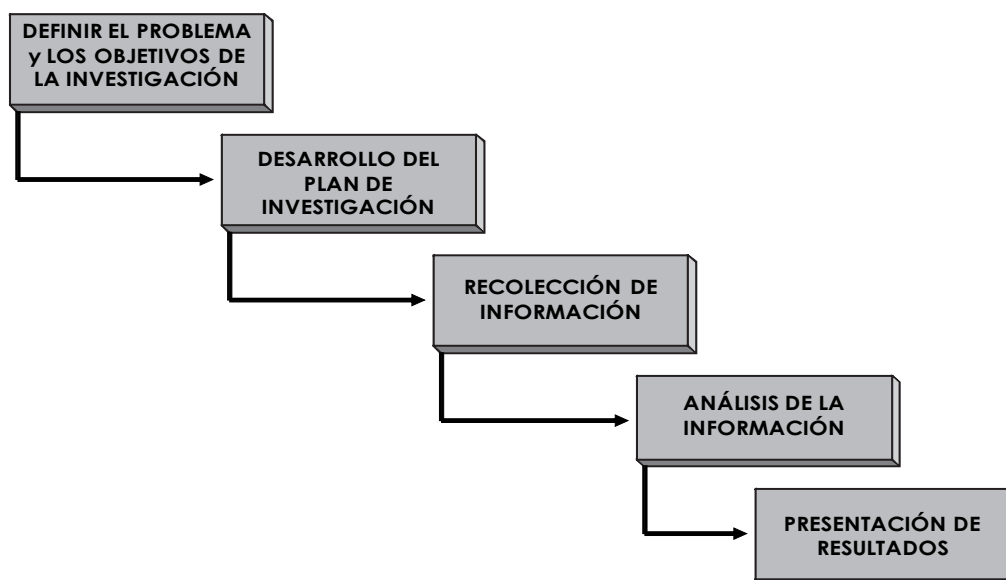 DEFINIR EL PROBLEMA
y LOS OBJETIVOS DE
LA INVESTIGACIÓN
DESARROLLO DEL
PLAN DE
INVESTIGACIÓN
RECOLECCIÓN DE
INFORMACIÓN
ANÁLISIS DE LA
INFORMACIÓN
PRESENTACIÓN DE
RESULTADOS